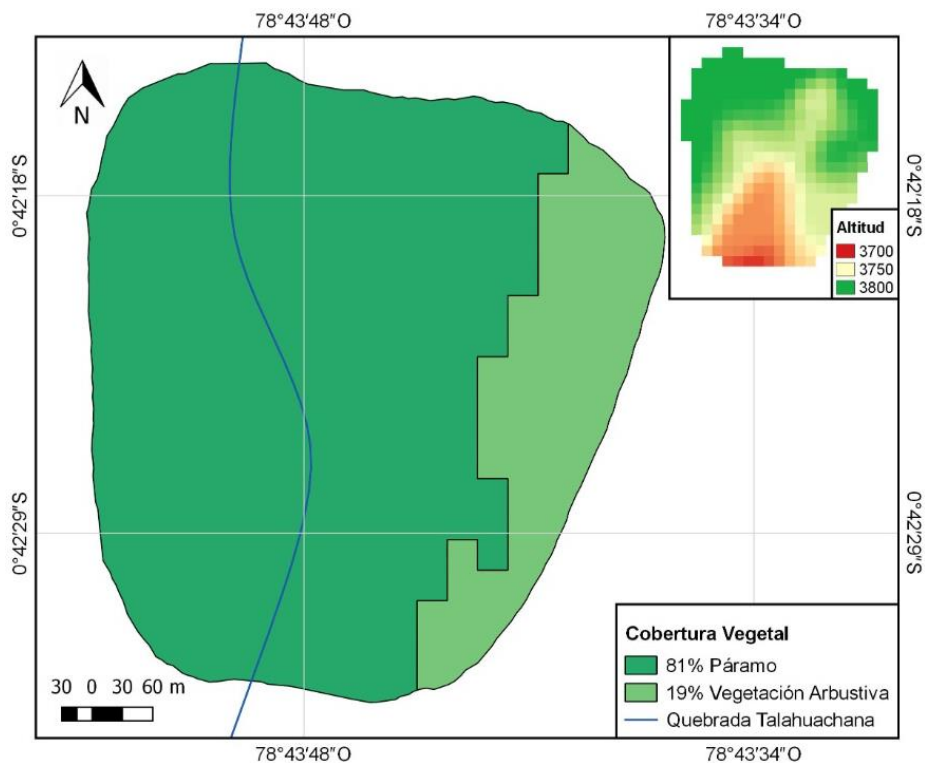 78°43'48"O
78°43'34"O
N
0°42'18"S
0°42'18"S
Altitud
3700
3750
3800
0°42'29"S
0°42'29"S
Cobertura Vegetal
81% Páramo
19% Vegetación Arbustiva
Quebrada Talahuachana
30 0 30 60 m
78°43'48"O
78°43'34"O